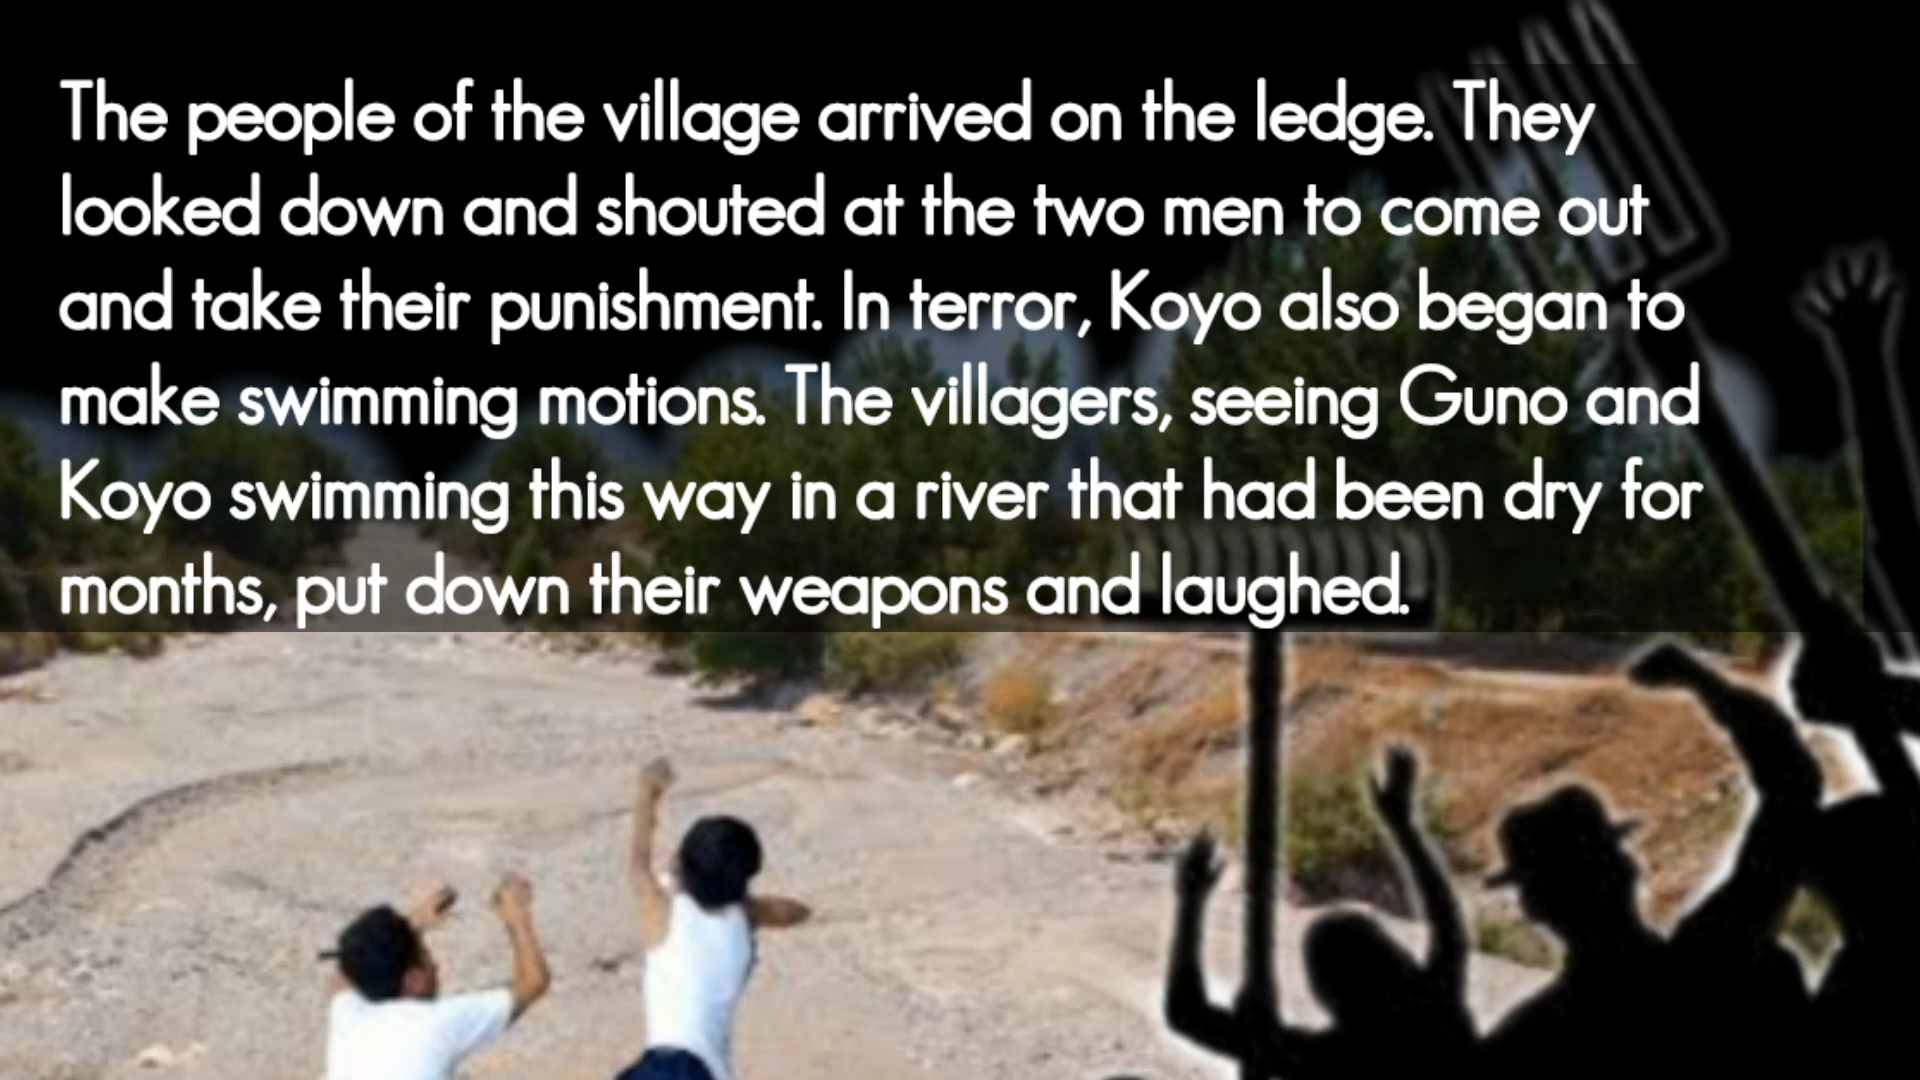 The people of the village arrived on the ledge. They
looked down and shouted at the two men to come out
and take their punishment. In terror, Koyo also began to
make swimming motions. The villagers, seeing Guno and
Koyo swimming this way in a river that had been dry for
months, put down their weapons and laughed.